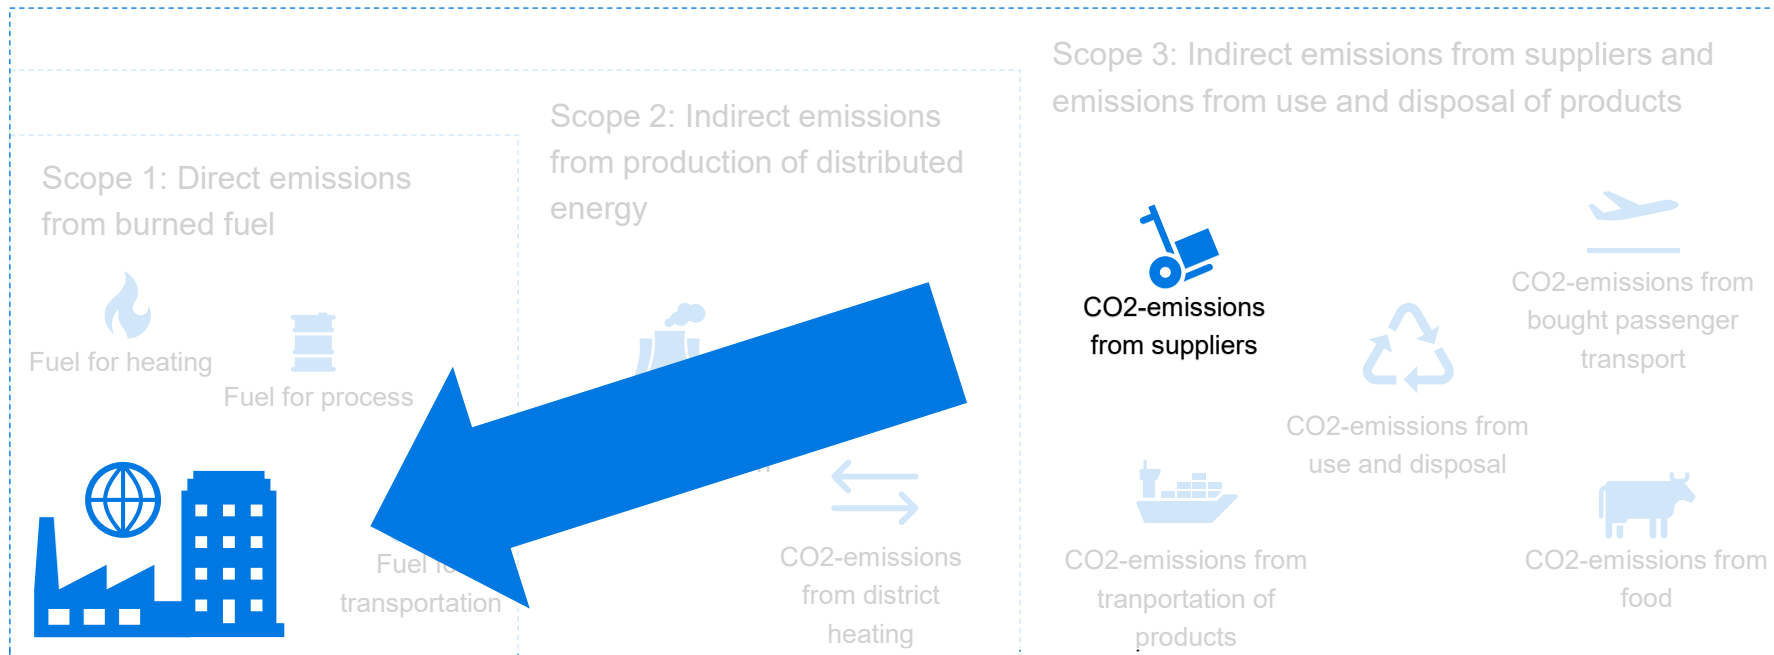 Scope 3: Indirect emissions from suppliers and
emissions from use and disposal of products
Scope 2: Indirect emissions
from production of distributed
energy
Scope 1: Direct emissions
from burned fuel
Fuel for heating
Fuel for process
Fuel
transportation
CO2-emissions
from district
heating
CO2-emissions
from suppliers
CO2-emissions from
bought passenger
transport
CO2-emissions from
use and disposal
CO2-emissions from
tranportation of
products
CO2-emissions from
food